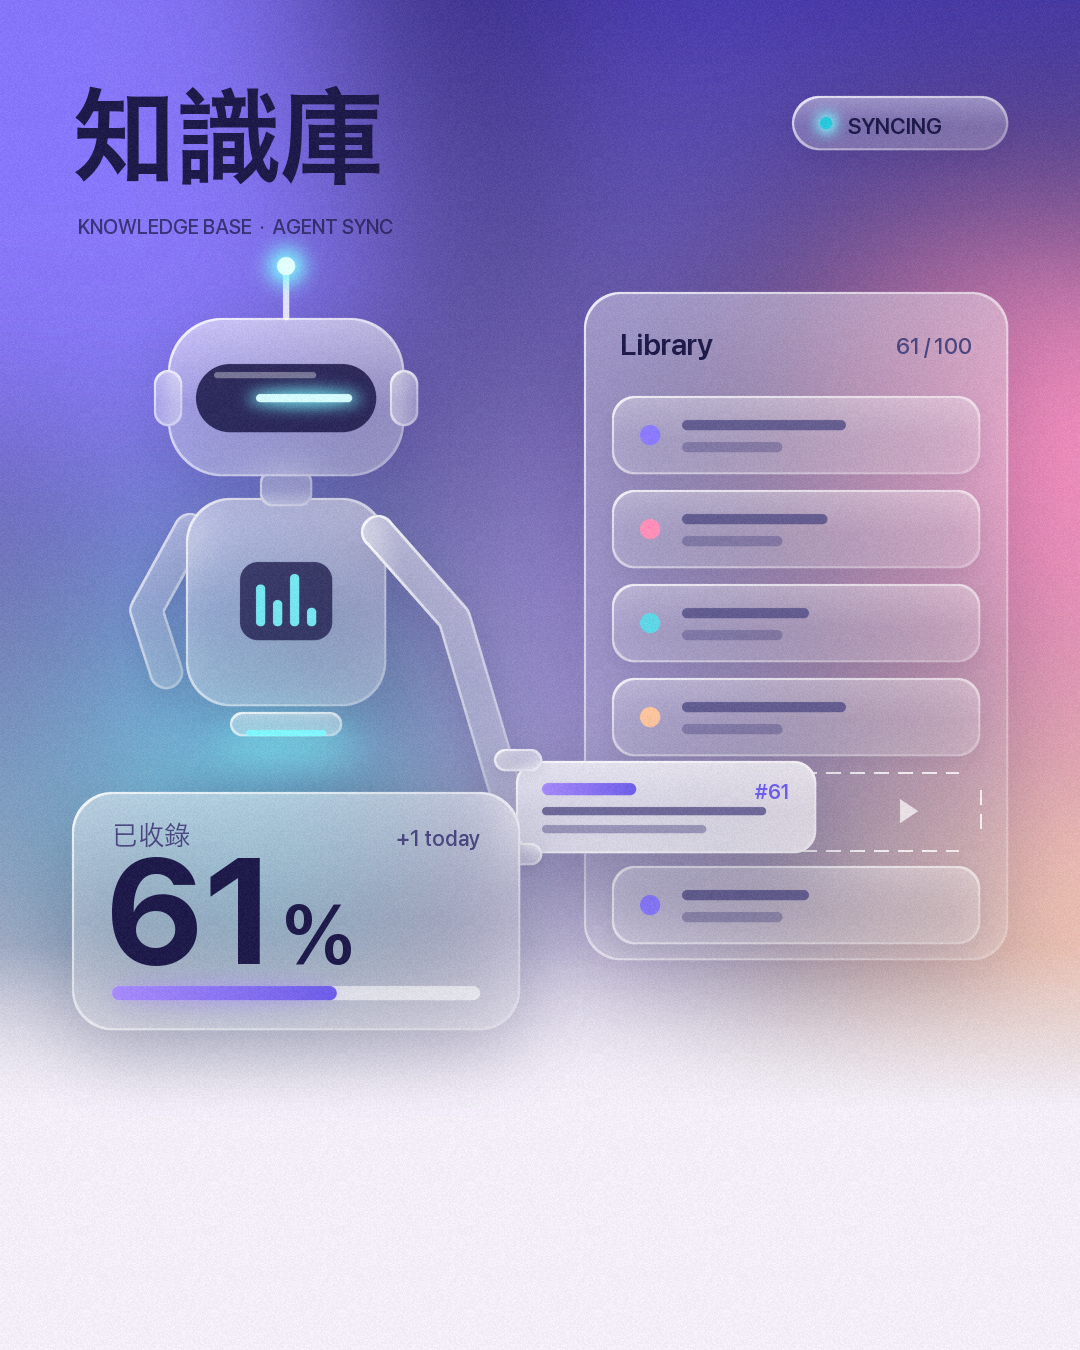 知識庫
KNOWLEDGE BASE · AGENT SYNC
SYNCING
Library
61/100
#61
已收錄
+1 today
61%